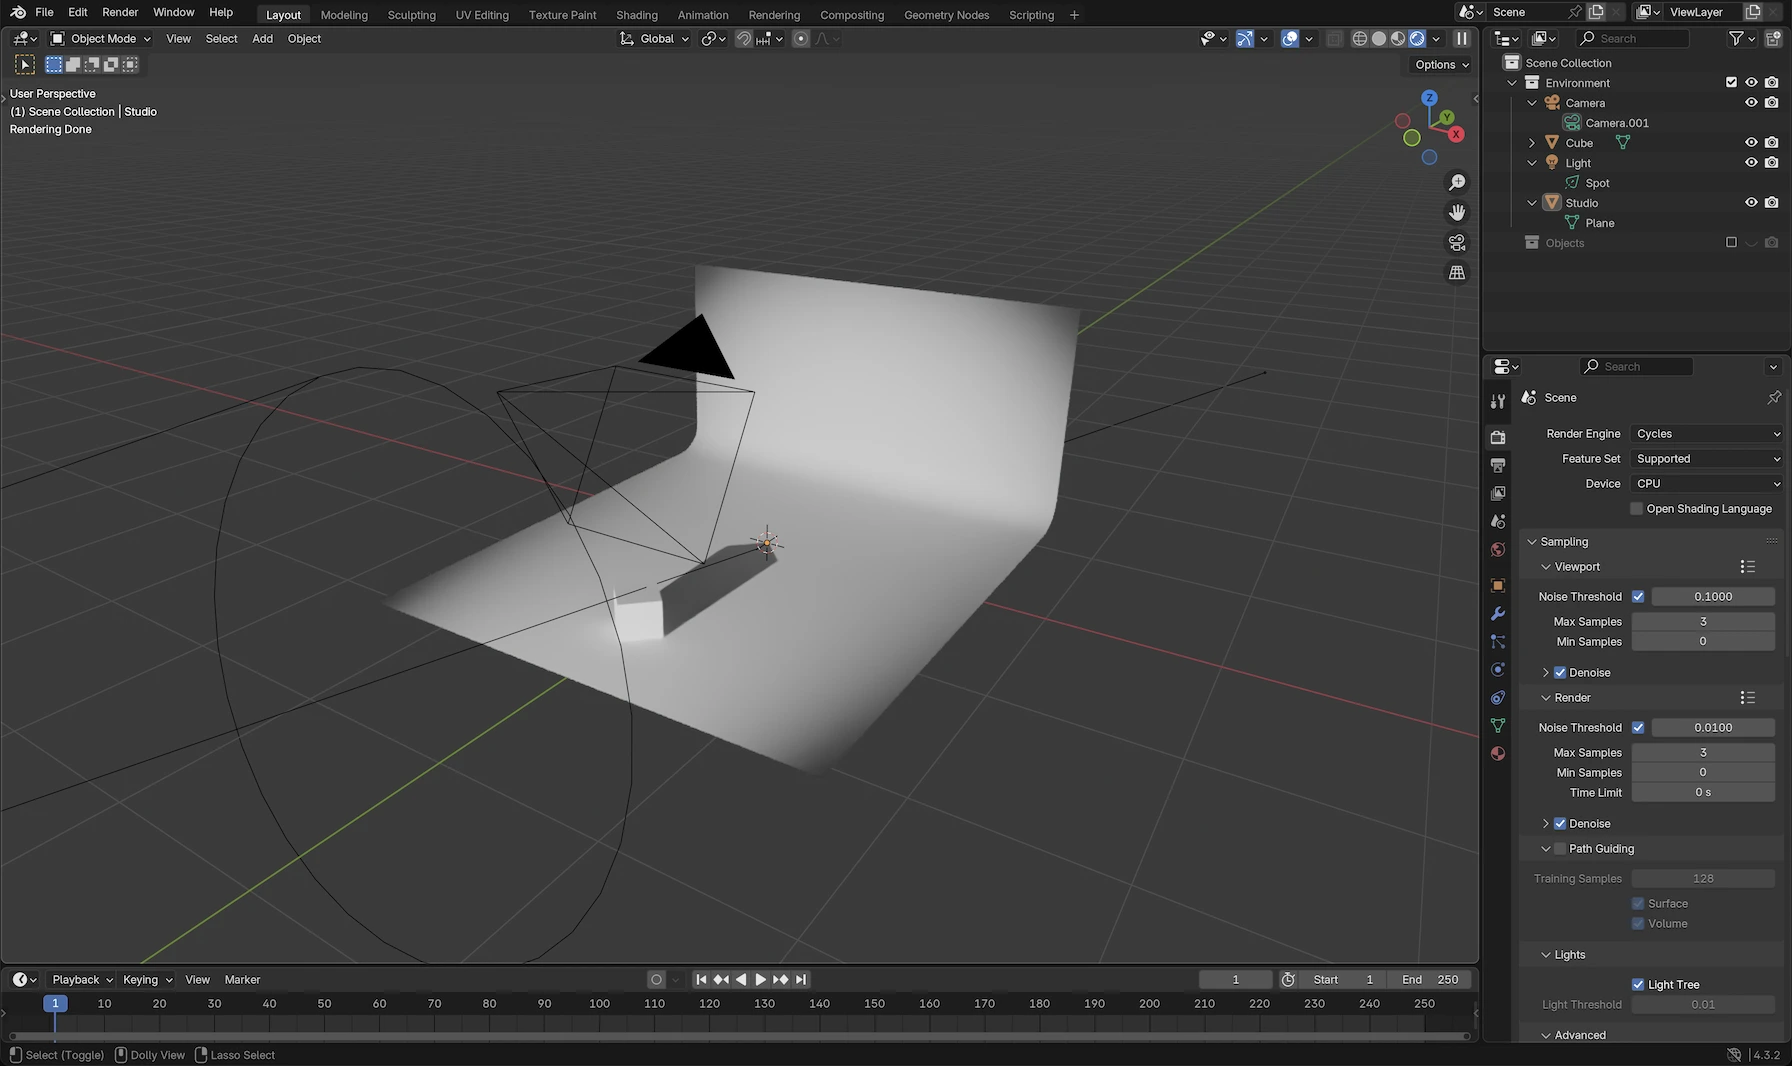 File Edit Render Window Help Layout Modeling Sculpting UV Editing Texture Paint Shading Animation Rendering Compositing Geometry Nodes Scripting + Scene ViewLayer
Object Mode View Select Add Object Global Search
Options
User Perspective
(1) Scene Collection | Studio
Rendering Done
Z
Y
X
Scene Collection
Environment
Camera
Camera.001
Cube
Light
Spot
Studio
Plane
Objects
Search
Scene
Render Engine Cycles
Feature Set Supported
Device CPU
Open Shading Language
Sampling
Viewport
Noise Threshold 0.1000
Max Samples 3
Min Samples 0
Denoise
Render
Noise Threshold 0.0100
Max Samples 3
Min Samples 0
Time Limit 0 s
Denoise
Path Guiding
Training Samples 128
Surface
Volume
Lights
Light Tree
Light Threshold 0.01
Advanced
Playback Keying View Marker 1 Start 1 End 250
1 10 20 30 40 50 60 70 80 90 100 110 120 130 140 150 160 170 180 190 200 210 220 230 240 250
Select (Toggle) Dolly View Lasso Select 4.3.2